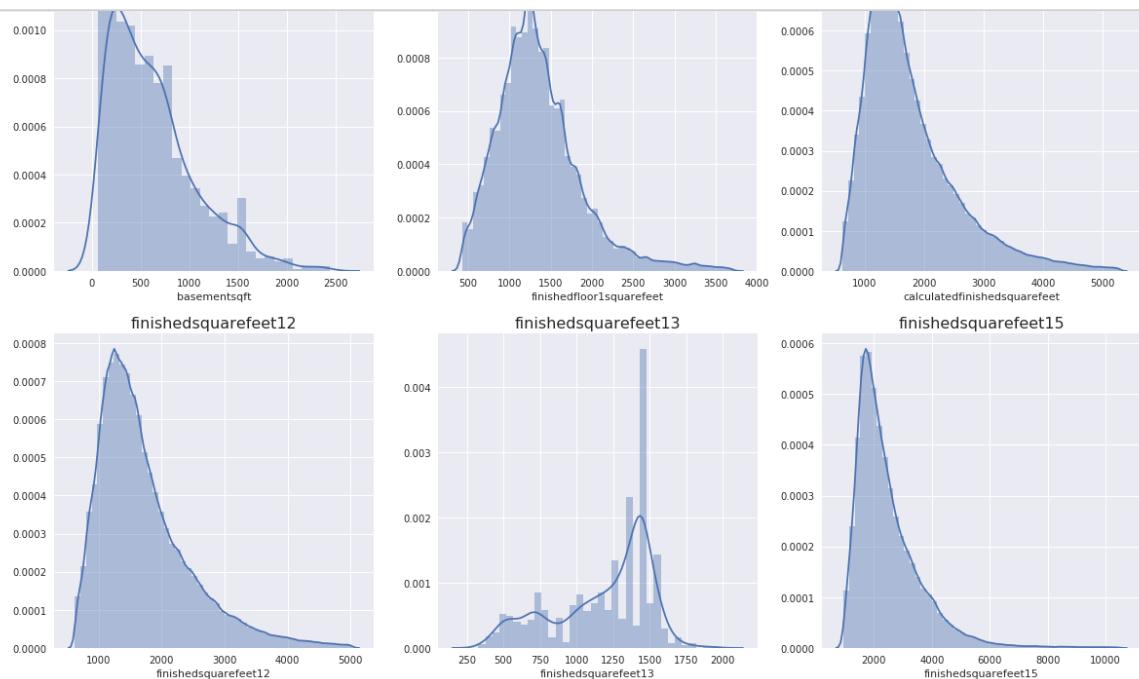 0.0010
0.0008
0.0006
0.0004
0.0002
0.0000
0 500 1000 1500 2000 2500
basementsqft
0.0008
0.0006
0.0004
0.0002
0.0000
500 1000 1500 2000 2500 3000 3500 4000
finishedfloor1squarefeet
0.0006
0.0005
0.0004
0.0003
0.0002
0.0001
0.0000
1000 2000 3000 4000 5000
calculatedfinishedsquarefeet
finishedsquarefeet12
0.0008
0.0007
0.0006
0.0005
0.0004
0.0003
0.0002
0.0001
0.0000
1000 2000 3000 4000 5000
finishedsquarefeet12
finishedsquarefeet13
0.004
0.003
0.002
0.001
0.000
250 500 750 1000 1250 1500 1750 2000
finishedsquarefeet13
finishedsquarefeet15
0.0006
0.0005
0.0004
0.0003
0.0002
0.0001
0.0000
2000 4000 6000 8000 10000
finishedsquarefeet15